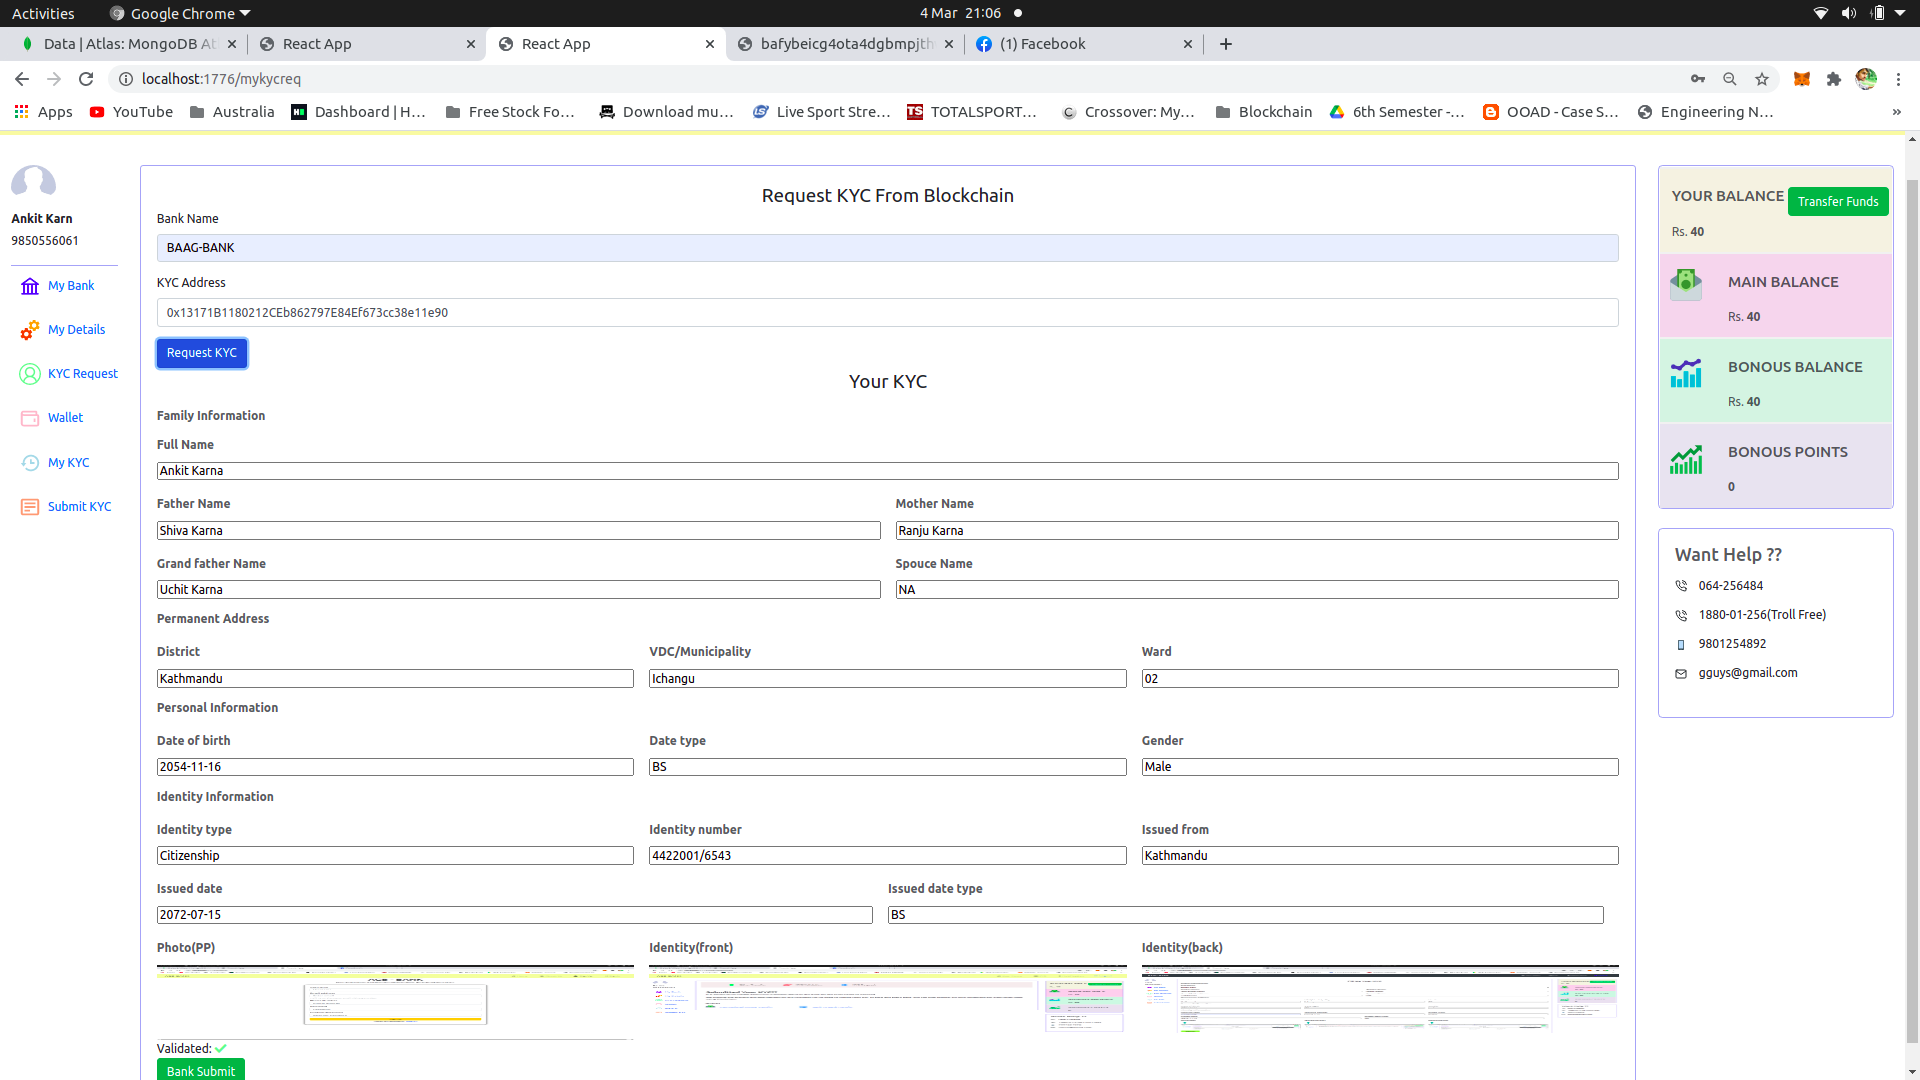 Activities Google Chrome 4 Mar 21:06
Data | Atlas: MongoDB At React App React App bafybeicg4ota4dgbmpjth (1) Facebook
localhost:1776/mykycreq
Apps YouTube Australia Dashboard | H... Free Stock Fo... Download mu... Live Sport Stre... TOTALSPORT... Crossover: My... Blockchain 6th Semester -... OOAD - Case S... Engineering N... »
Ankit Karn
9850556061
My Bank
My Details
KYC Request
Wallet
My KYC
Submit KYC
Request KYC From Blockchain
Bank Name
BAAG-BANK
KYC Address
0x13171B1180212CEb862797E84Ef673cc38e11e90
Request KYC
Your KYC
Family Information
Full Name
Ankit Karna
Father Name Mother Name
Shiva Karna Ranju Karna
Grand father Name Spouce Name
Uchit Karna NA
Permanent Address
District VDC/Municipality Ward
Kathmandu Ichangu 02
Personal Information
Date of birth Date type Gender
2054-11-16 BS Male
Identity Information
Identity type Identity number Issued from
Citizenship 4422001/6543 Kathmandu
Issued date Issued date type
2072-07-15 BS
Photo(PP) Identity(front) Identity(back)
Validated:
Bank Submit
YOUR BALANCE Transfer Funds
Rs. 40
MAIN BALANCE
Rs. 40
BONOUS BALANCE
Rs. 40
BONOUS POINTS
0
Want Help ??
064-256484
1880-01-256(Troll Free)
9801254892
gguys@gmail.com